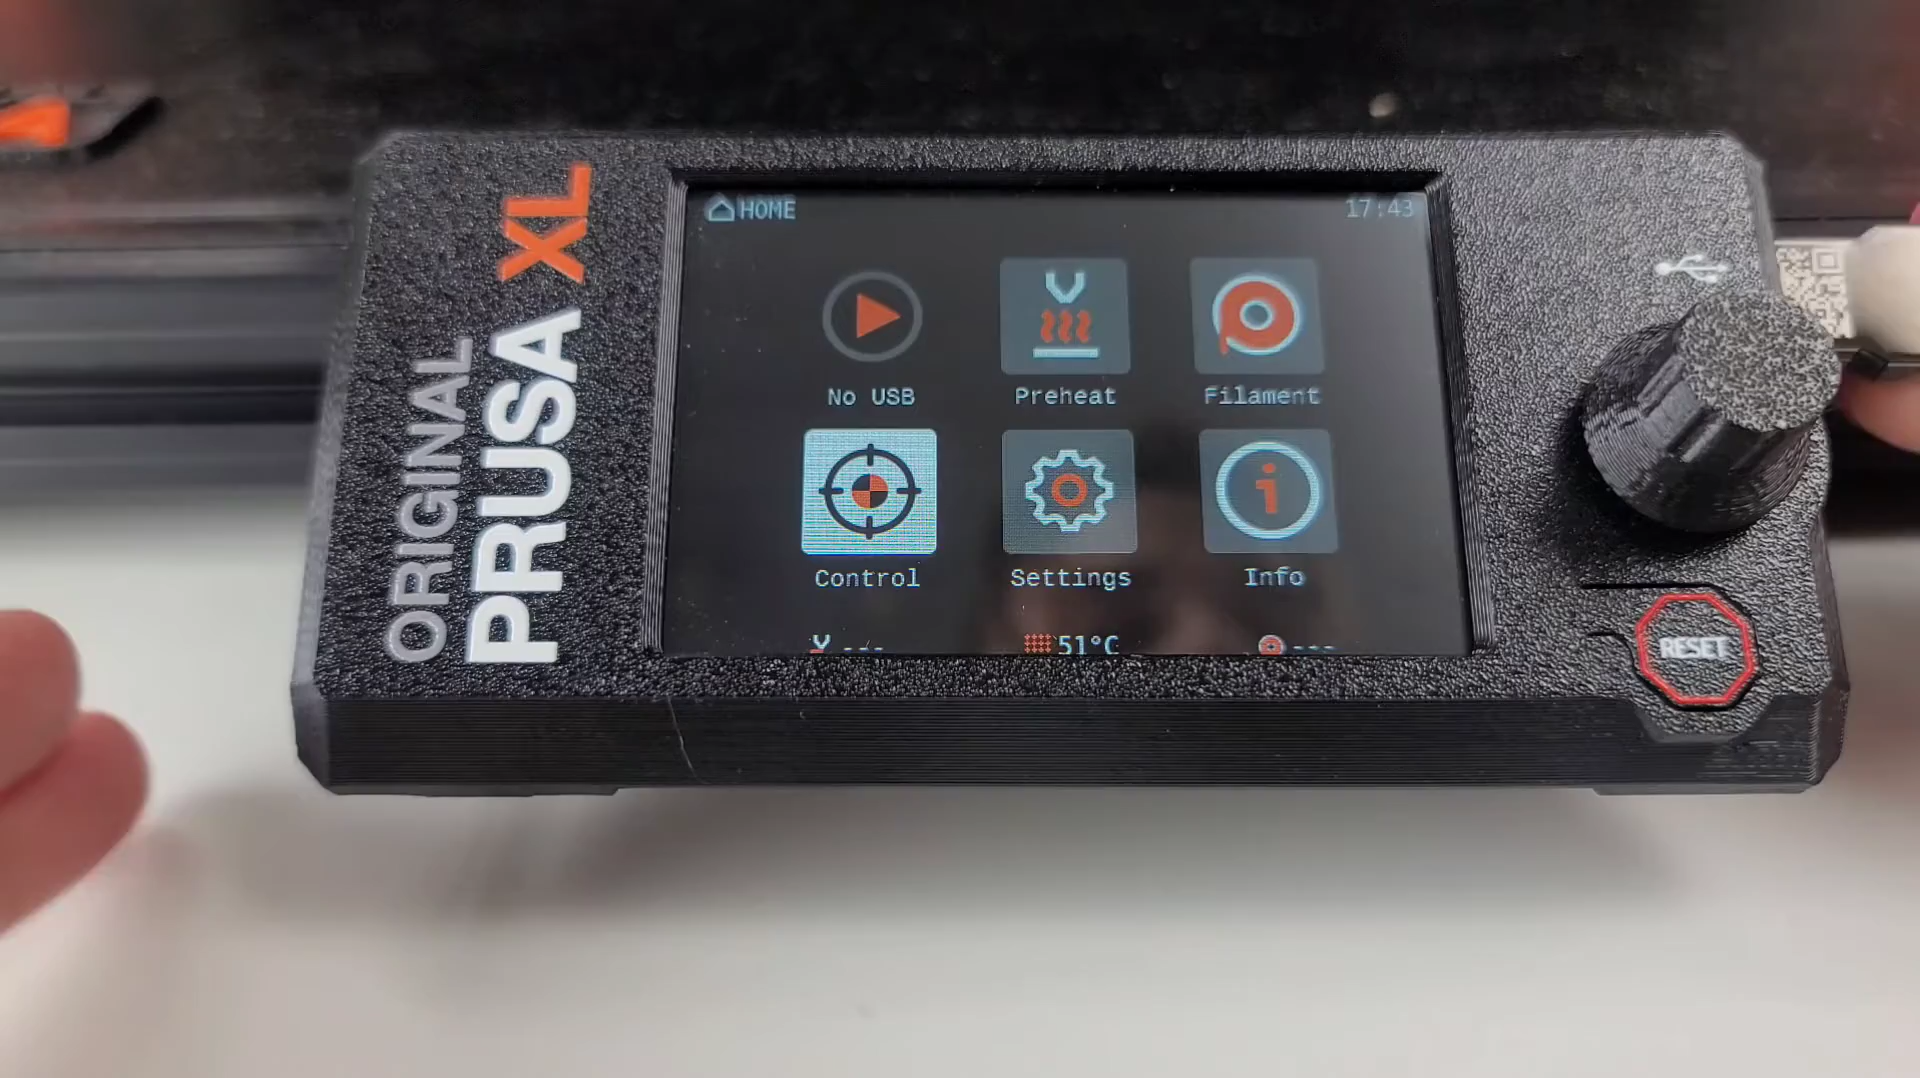 ORIGINAL
PRUSA XL
HOME
17:43
No USB
Preheat
Filament
Control
Settings
Info
---
51°C
---
RESET